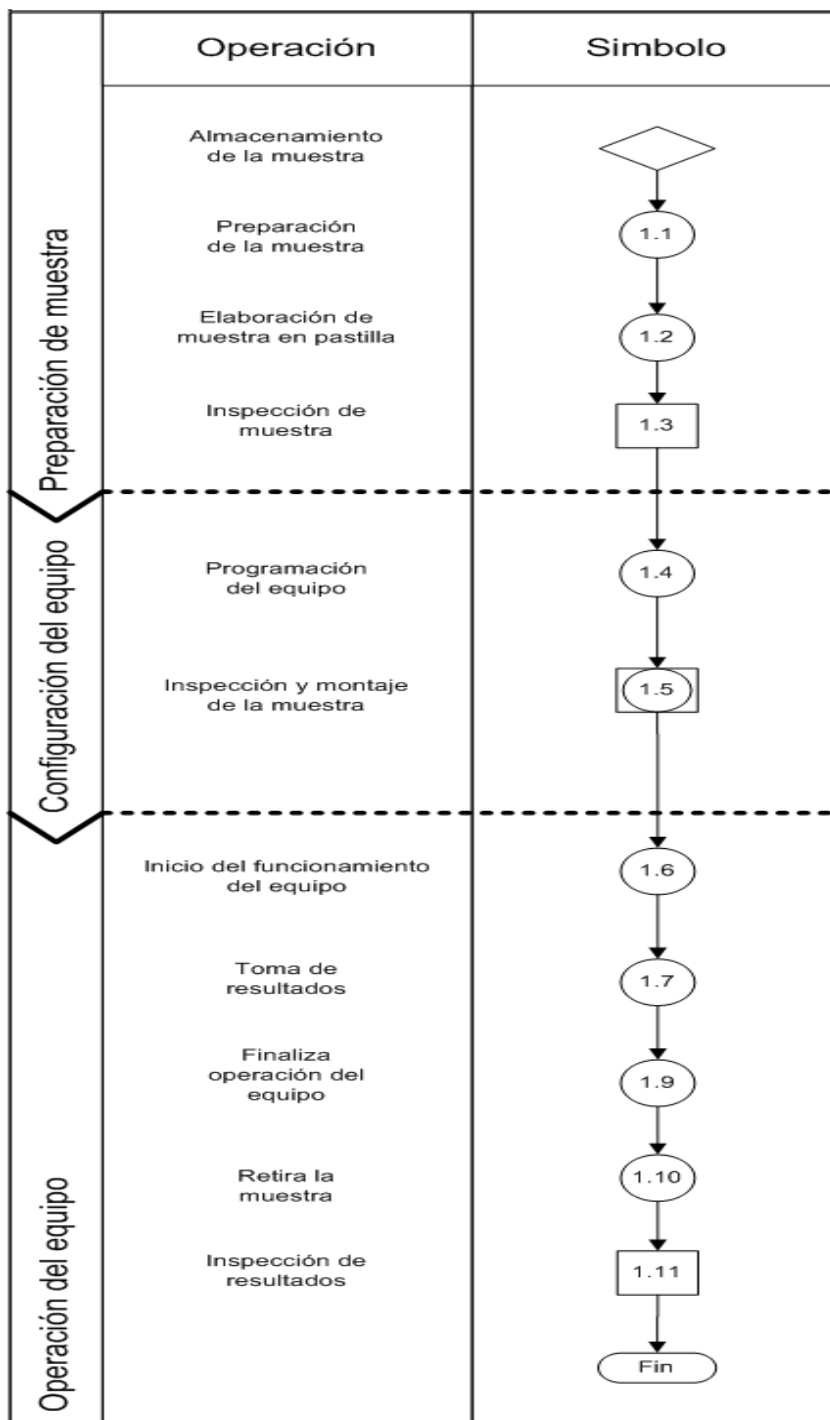 Operación
Simbolo
Preparación de muestra
Almacenamiento
de la muestra
Preparación
de la muestra
1.1
Elaboración de
muestra en pastilla
1.2
Inspección de
muestra
1.3
Configuración del equipo
Programación
del equipo
1.4
Inspección y montaje
de la muestra
1.5
Operación del equipo
Inicio del funcionamiento
del equipo
1.6
Toma de
resultados
1.7
Finaliza
operación del
equipo
1.9
Retira la
muestra
1.10
Inspección de
resultados
1.11
Fin